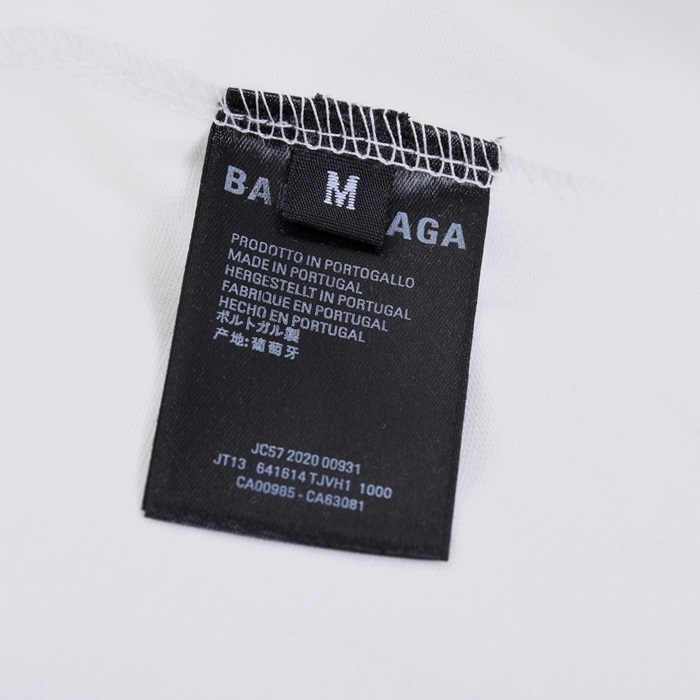 BA M AGA
PRODOTTO IN PORTOGALLO
MADE IN PORTUGAL
HERGESTELLT IN PORTUGAL
FABRIQUE EN PORTUGAL
HECHO EN PORTUGAL
ポルトガル製
产地:葡萄牙
JC57 2020 00931
JT13 641614 TJVH1 1000
CA00985 - CA63081